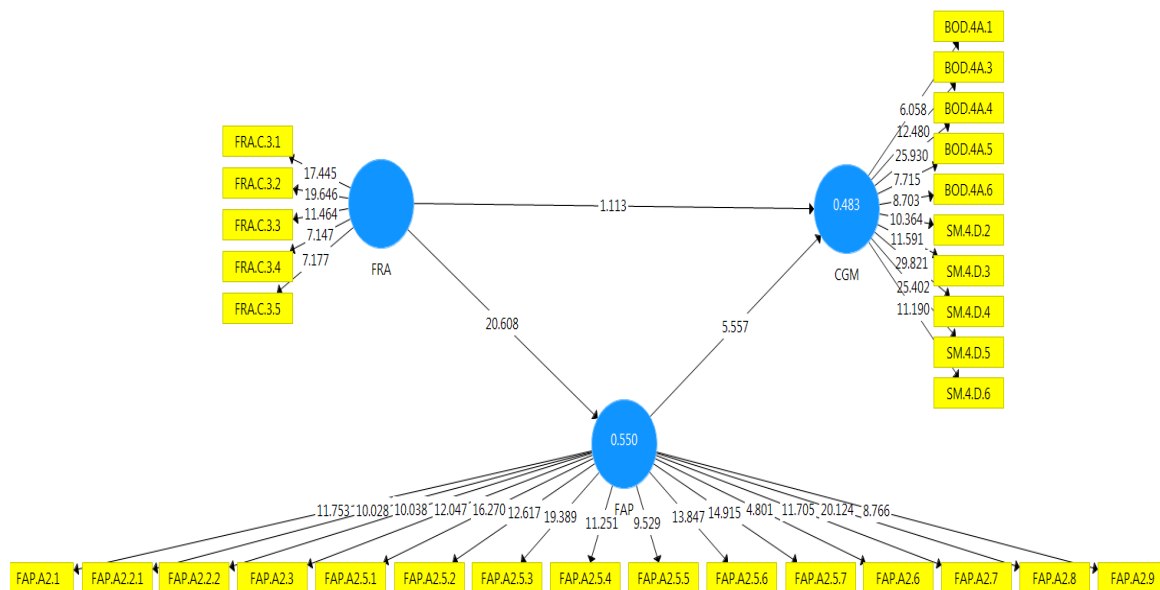 BOD.4A.1
BOD.4A.3
BOD.4A.4
BOD.4A.5
BOD.4A.6
SM.4.D.2
SM.4.D.3
SM.4.D.4
SM.4.D.5
SM.4.D.6
6.058
12.480
25.930
7.715
8.703
10.364
11.591
29.821
25.402
11.190
0.483
CGM
FRA.C.3.1
FRA.C.3.2
FRA.C.3.3
FRA.C.3.4
FRA.C.3.5
17.445
19.646
11.464
7.147
7.177
FRA
1.113
20.608
5.557
0.550
FAP
11.753
10.028
10.038
12.047
16.270
12.617
19.389
11.251
9.529
13.847
14.915
4.801
11.705
20.124
8.766
FAP.A2.1
FAP.A2.2.1
FAP.A2.2.2
FAP.A2.3
FAP.A2.5.1
FAP.A2.5.2
FAP.A2.5.3
FAP.A2.5.4
FAP.A2.5.5
FAP.A2.5.6
FAP.A2.5.7
FAP.A2.6
FAP.A2.7
FAP.A2.8
FAP.A2.9